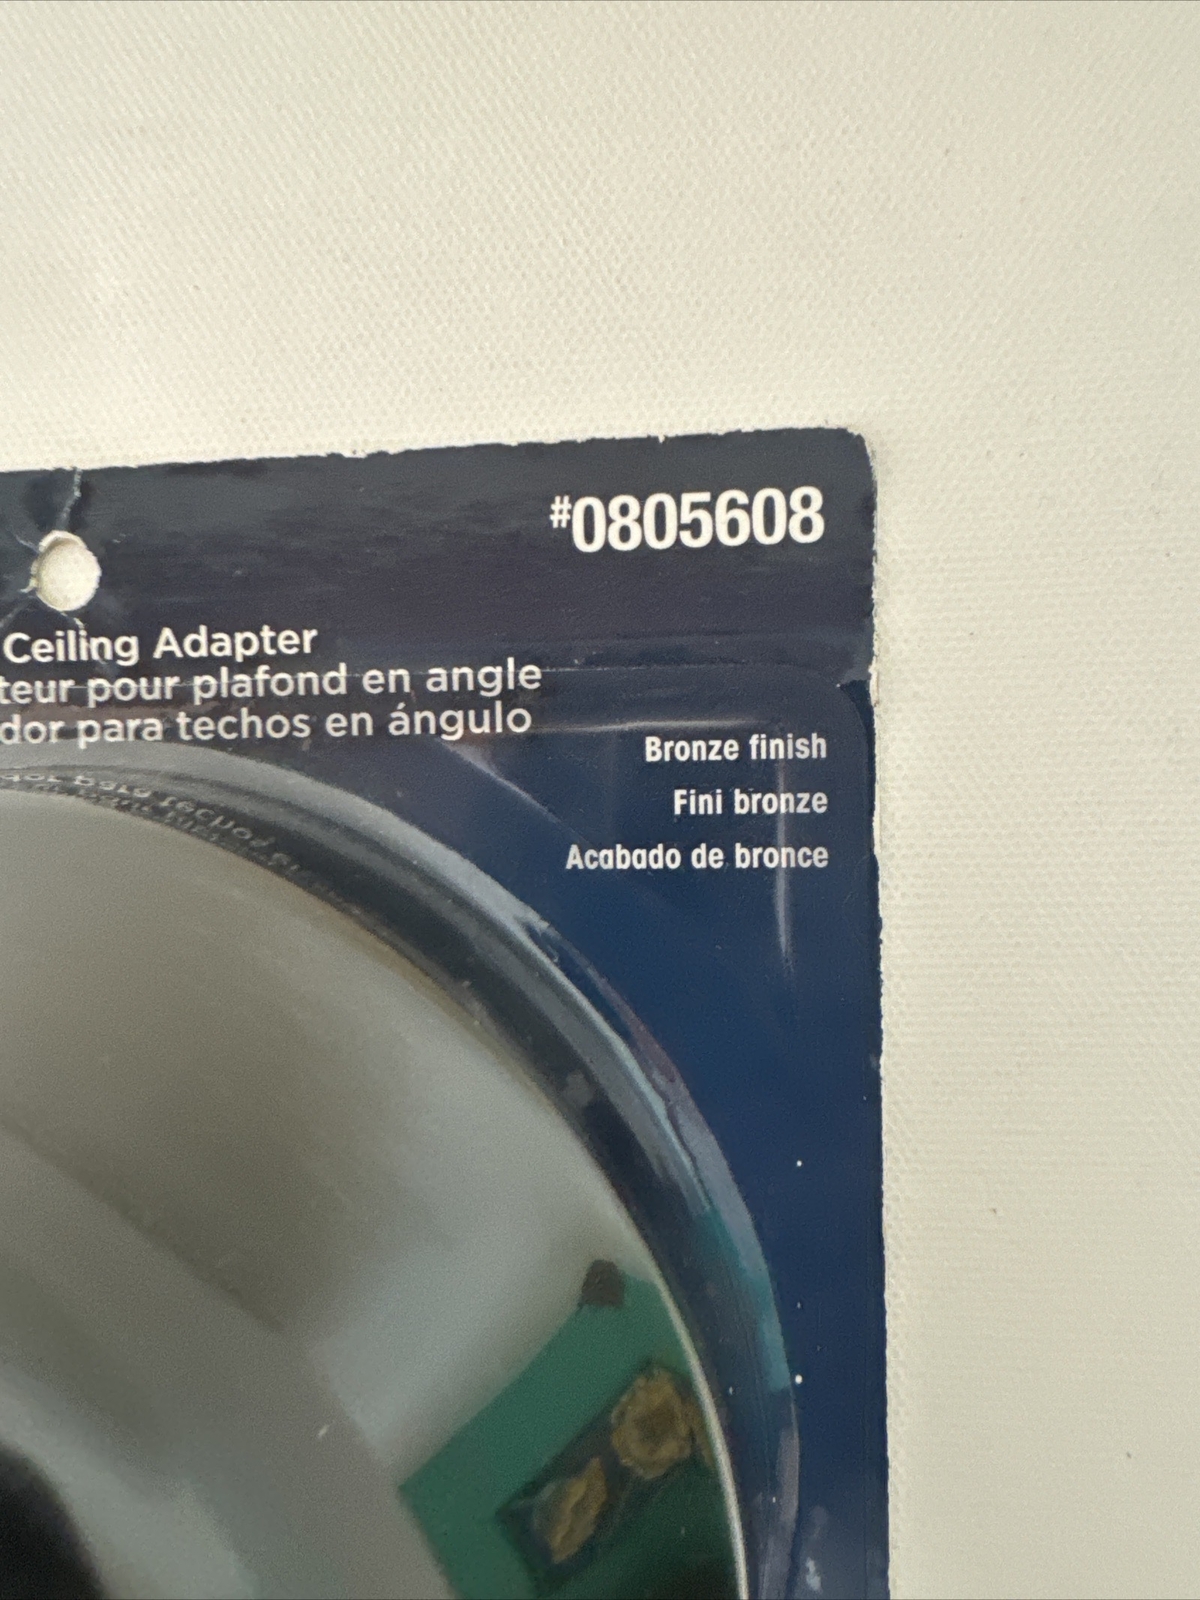 #0805608
Ceiling Adapter
teur pour plafond en angle
dor para techos en ángulo
Bronze finish
Fini bronze
Acabado de bronce